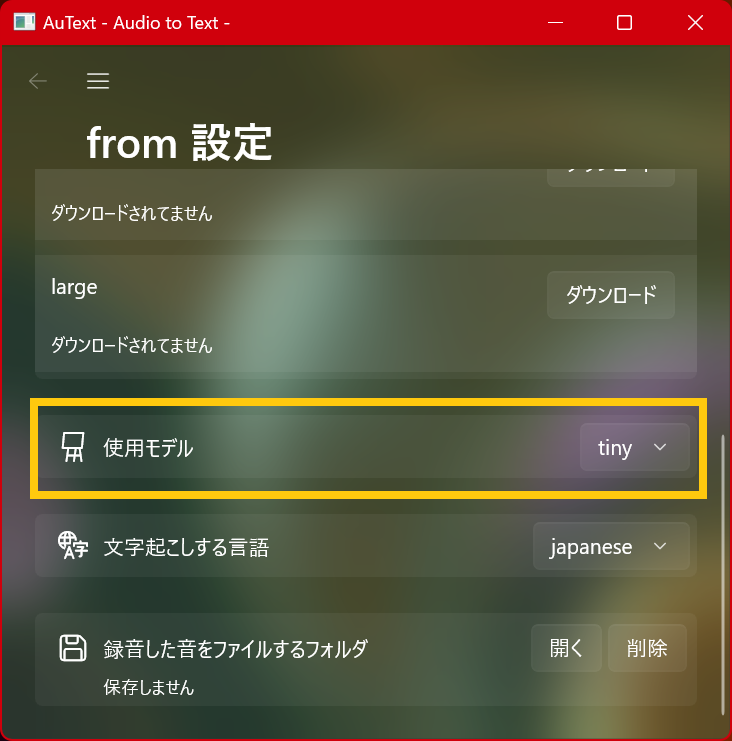 AuText - Audio to Text -
from 設定
ダウンロードされてません
large
ダウンロード
ダウンロードされてません
使用モデル
tiny
文字起こしする言語
japanese
録音した音をファイルするフォルダ
開く
削除
保存しません